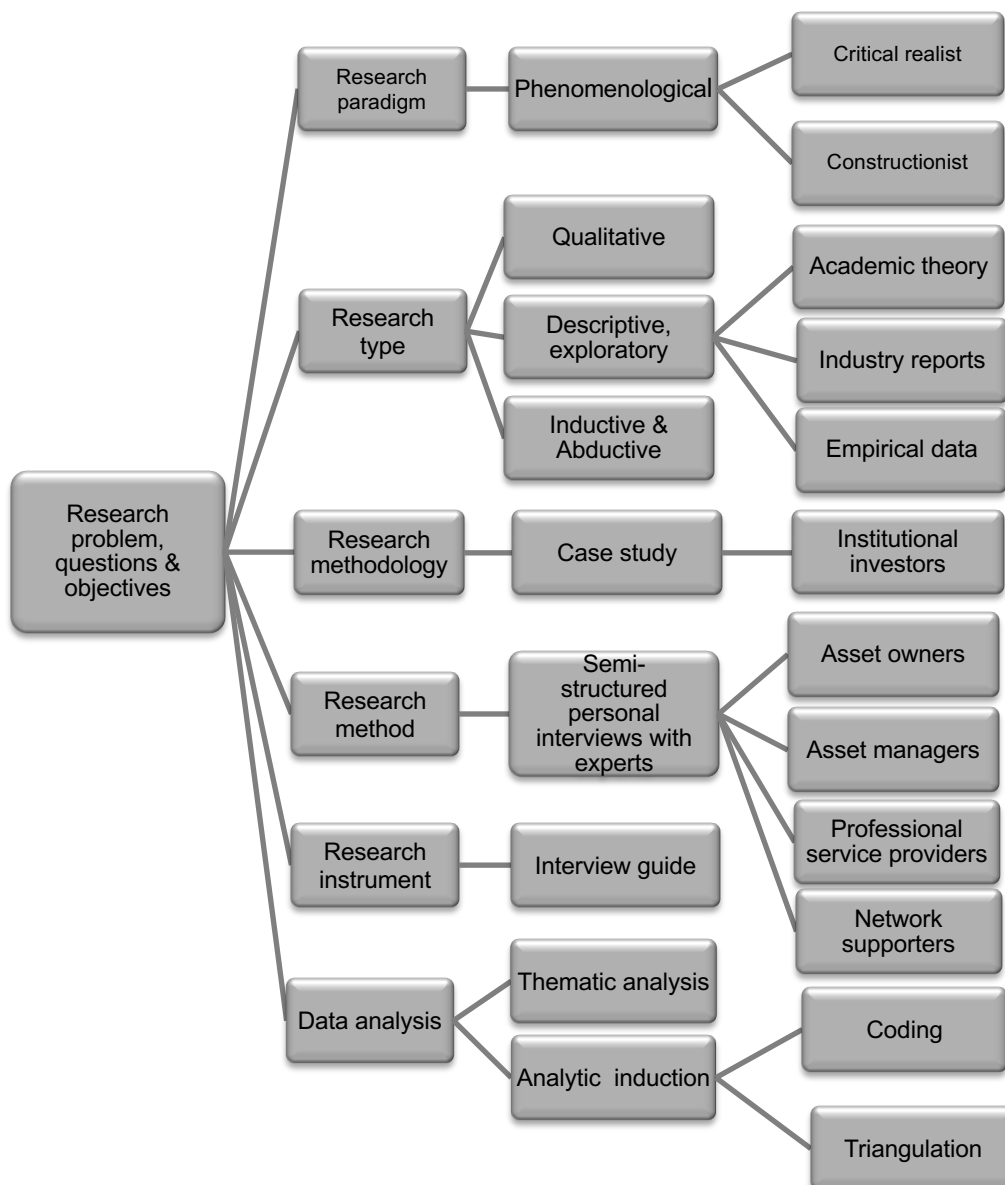 Research
problem,
questions &
objectives
Research
paradigm
Phenomenological
Critical realist
Constructionist
Research
type
Qualitative
Descriptive,
exploratory
Academic theory
Industry reports
Empirical data
Inductive &
Abductive
Research
methodology
Case study
Institutional
investors
Research
method
Semi-
structured
personal
interviews with
experts
Asset owners
Asset managers
Professional
service providers
Network
supporters
Research
instrument
Interview guide
Data analysis
Thematic analysis
Analytic induction
Coding
Triangulation